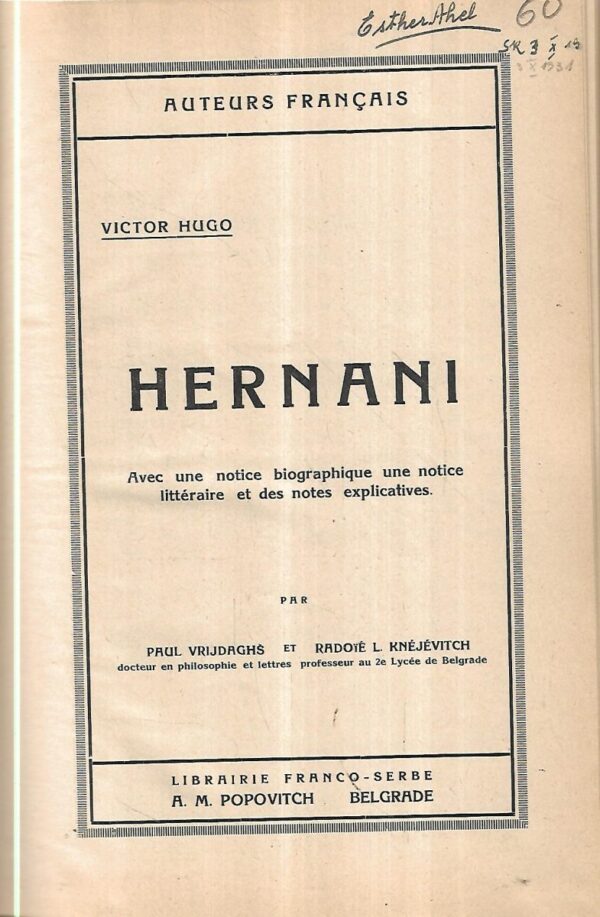 Esther Ahel 60
AUTEURS FRANÇAIS
VICTOR HUGO
HERNANI
Avec une notice biographique une notice
littéraire et des notes explicatives.
PAR
PAUL VRIJDAGHS ET RADOÏÉ L. KNÉJÉVITCH
docteur en philosophie et lettres professeur au 2e Lycée de Belgrade
LIBRAIRIE FRANCO-SERBE
A. M. POPOVITCH BELGRADE